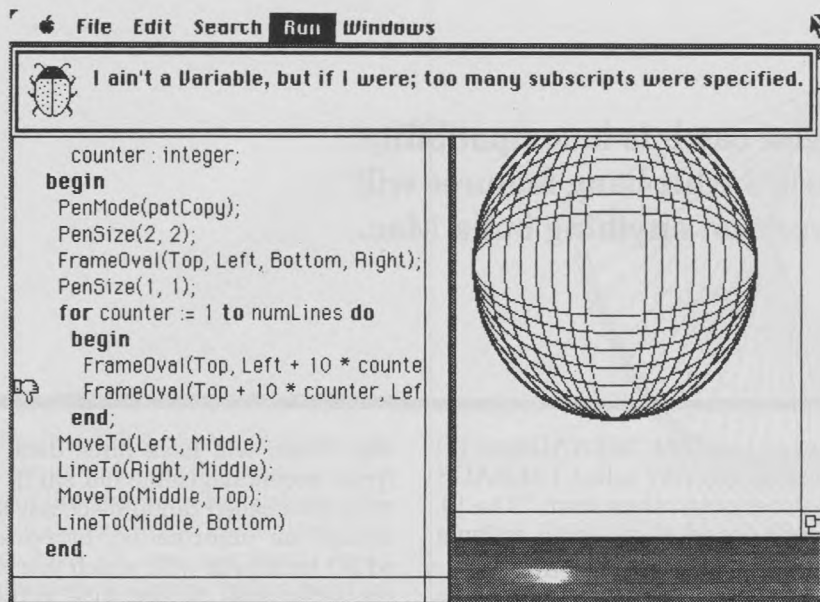 File Edit Search Run Windows
I ain't a Variable, but if I were; too many subscripts were specified.
counter : integer;
begin
PenMode(patCopy);
PenSize(2, 2);
FrameOval(Top, Left, Bottom, Right);
PenSize(1, 1);
for counter := 1 to numLines do
begin
FrameOval(Top, Left + 10 * counte
FrameOval(Top + 10 * counter, Lef
end;
MoveTo(Left, Middle);
LineTo(Right, Middle);
MoveTo(Middle, Top);
LineTo(Middle, Bottom)
end.